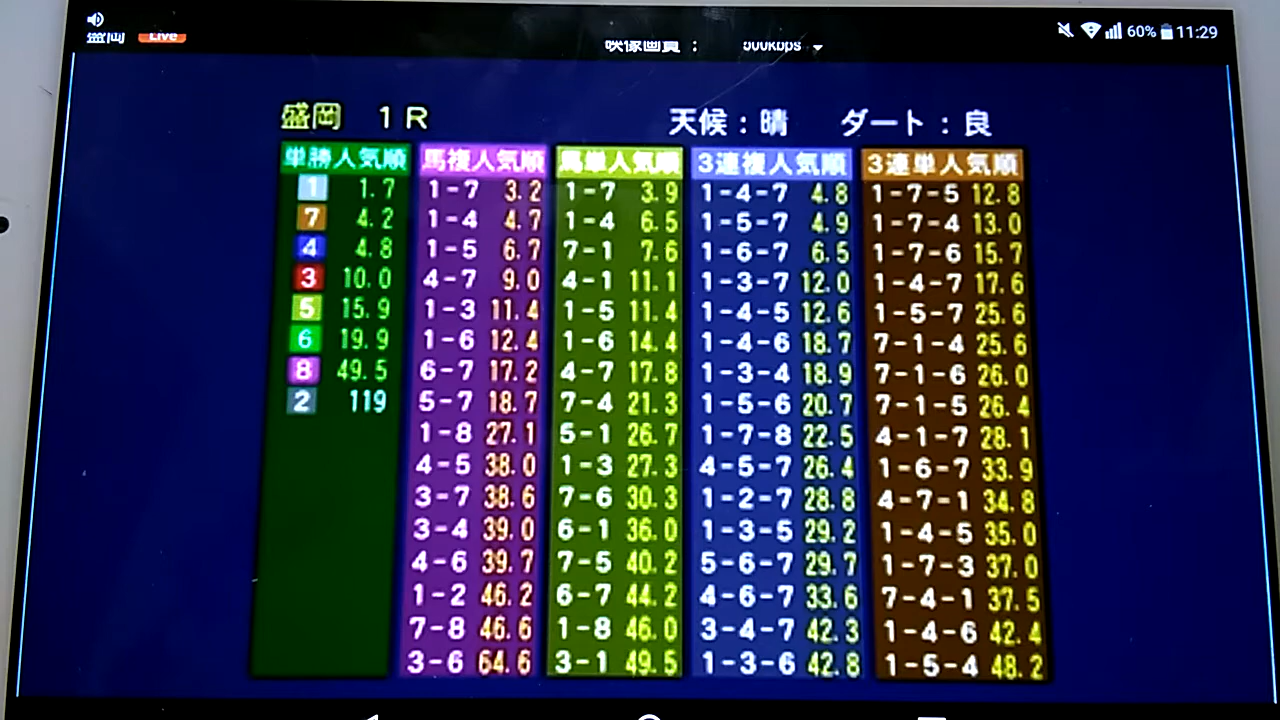 盛岡 Live
映像画質： 500Kbps
60% 11:29
盛岡 1R 天候：晴 ダート：良
単勝人気順 馬複人気順 馬単人気順 3連複人気順 3連単人気順
1 1.7 1-7 3.2 1-7 3.9 1-4-7 4.8 1-7-5 12.8
7 4.2 1-4 4.7 1-4 6.5 1-5-7 4.9 1-7-4 13.0
4 4.8 1-5 6.7 7-1 7.6 1-6-7 6.5 1-7-6 15.7
3 10.0 4-7 9.0 4-1 11.1 1-3-7 12.0 1-4-7 17.6
5 15.9 1-3 11.4 1-5 11.4 1-4-5 12.6 1-5-7 25.6
6 19.9 1-6 12.4 1-6 14.4 1-4-6 18.7 7-1-4 25.6
8 49.5 6-7 17.2 4-7 17.8 1-3-4 18.9 7-1-6 26.0
2 119 5-7 18.7 7-4 21.3 1-5-6 20.7 7-1-5 26.4
1-8 27.1 5-1 26.7 1-7-8 22.5 4-1-7 28.1
4-5 38.0 1-3 27.3 4-5-7 26.4 1-6-7 33.9
3-7 38.6 7-6 30.3 1-2-7 28.8 4-7-1 34.8
3-4 39.0 6-1 36.0 1-3-5 29.2 1-4-5 35.0
4-6 39.7 7-5 40.2 5-6-7 29.7 1-7-3 37.0
1-2 46.2 6-7 44.2 4-6-7 33.6 7-4-1 37.5
7-8 46.6 1-8 46.0 3-4-7 42.3 1-4-6 42.4
3-6 64.6 3-1 49.5 1-3-6 42.8 1-5-4 48.2